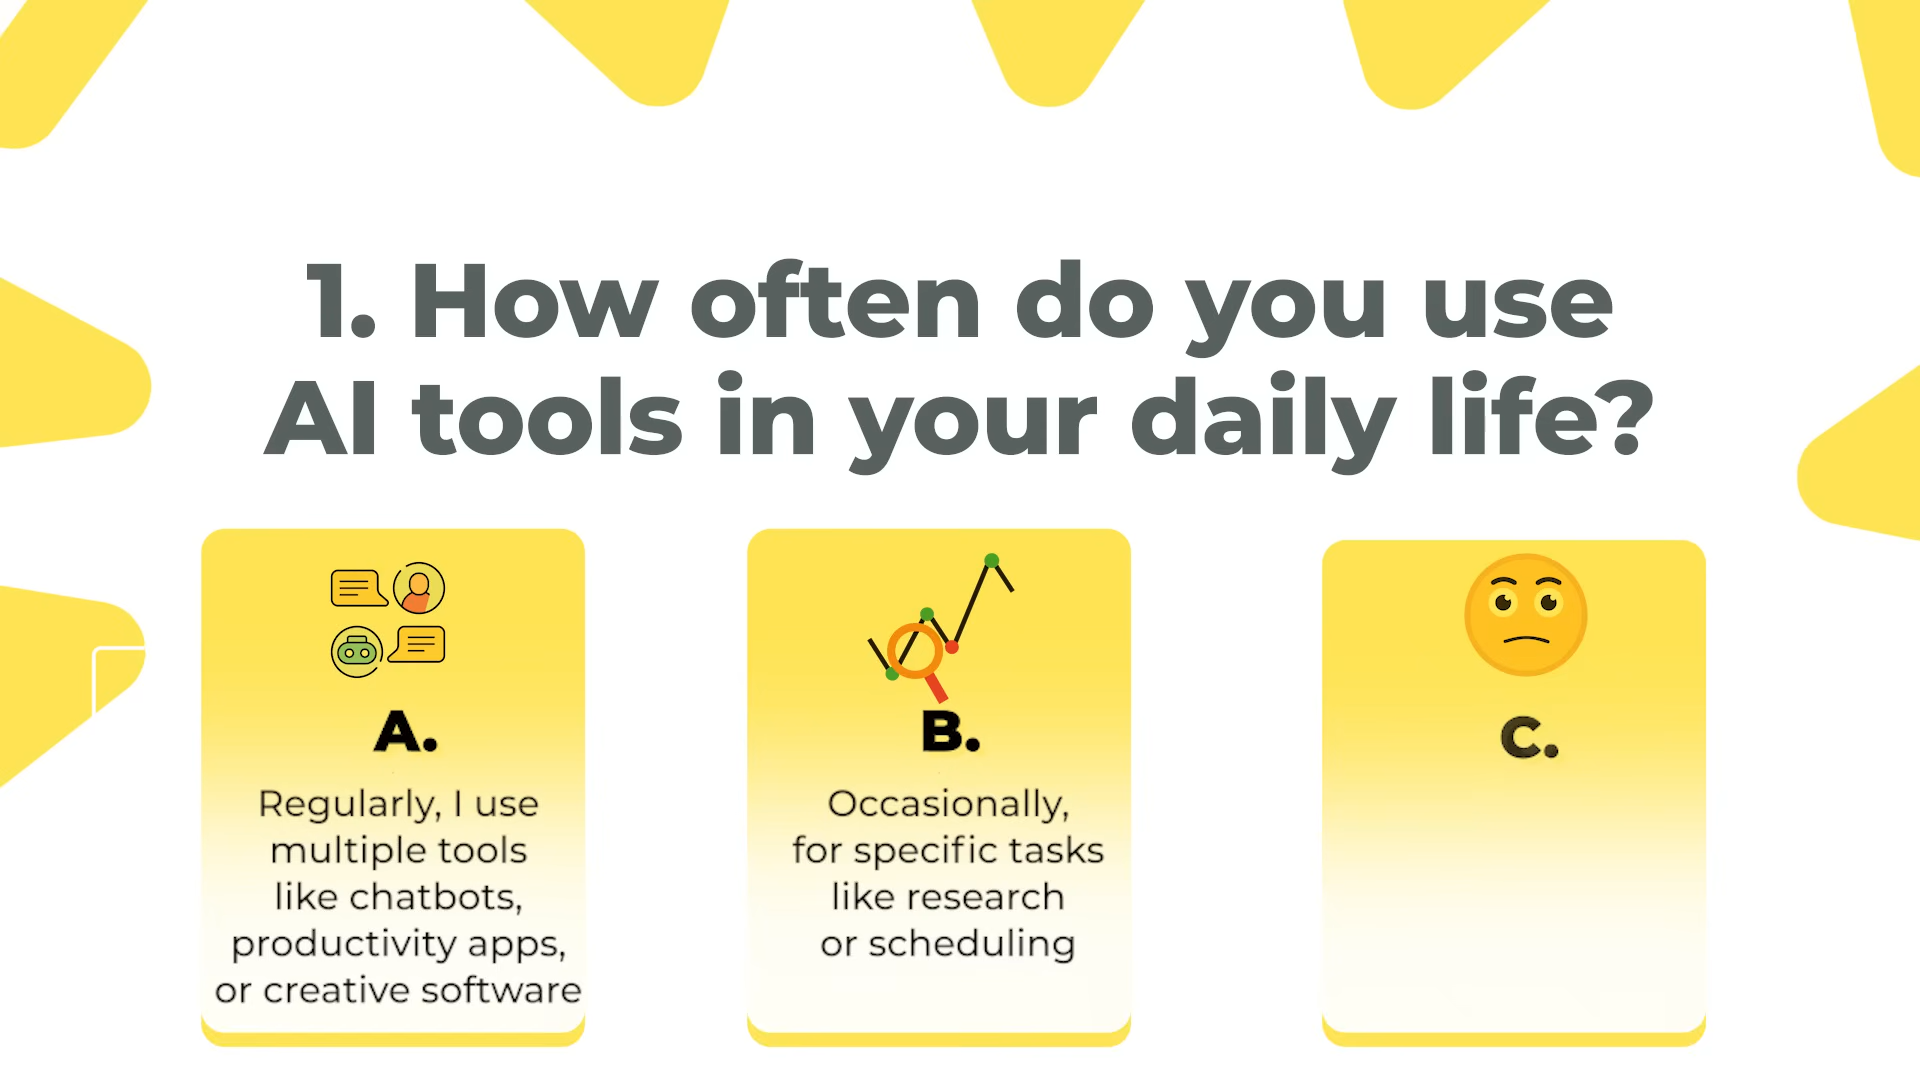 1. How often do you use
AI tools in your daily life?
A.
Regularly, I use
multiple tools
like chatbots,
productivity apps,
or creative software
B.
Occasionally,
for specific tasks
like research
or scheduling
C.